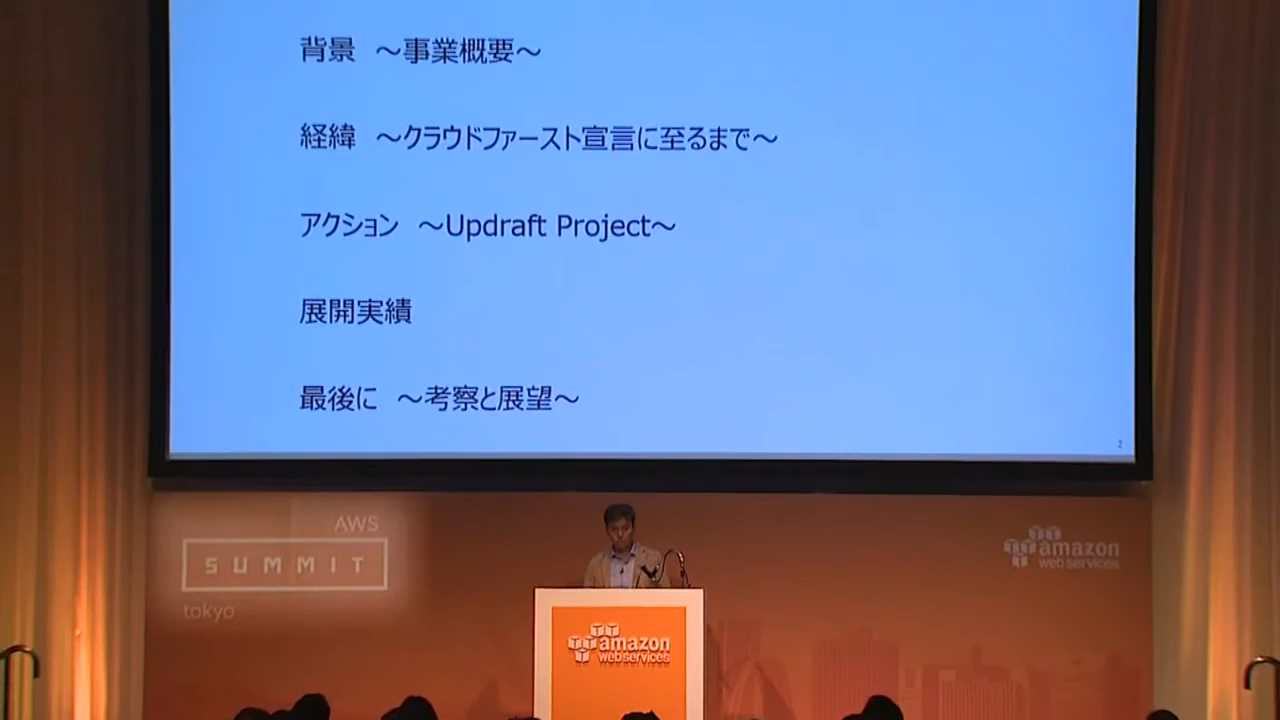 背景　～事業概要～
経緯　～クラウドファースト宣言に至るまで～
アクション　～Updraft Project～
展開実績
最後に　～考察と展望～
2
AWS
SUMMIT
tokyo
amazon
web services
amazon
web services